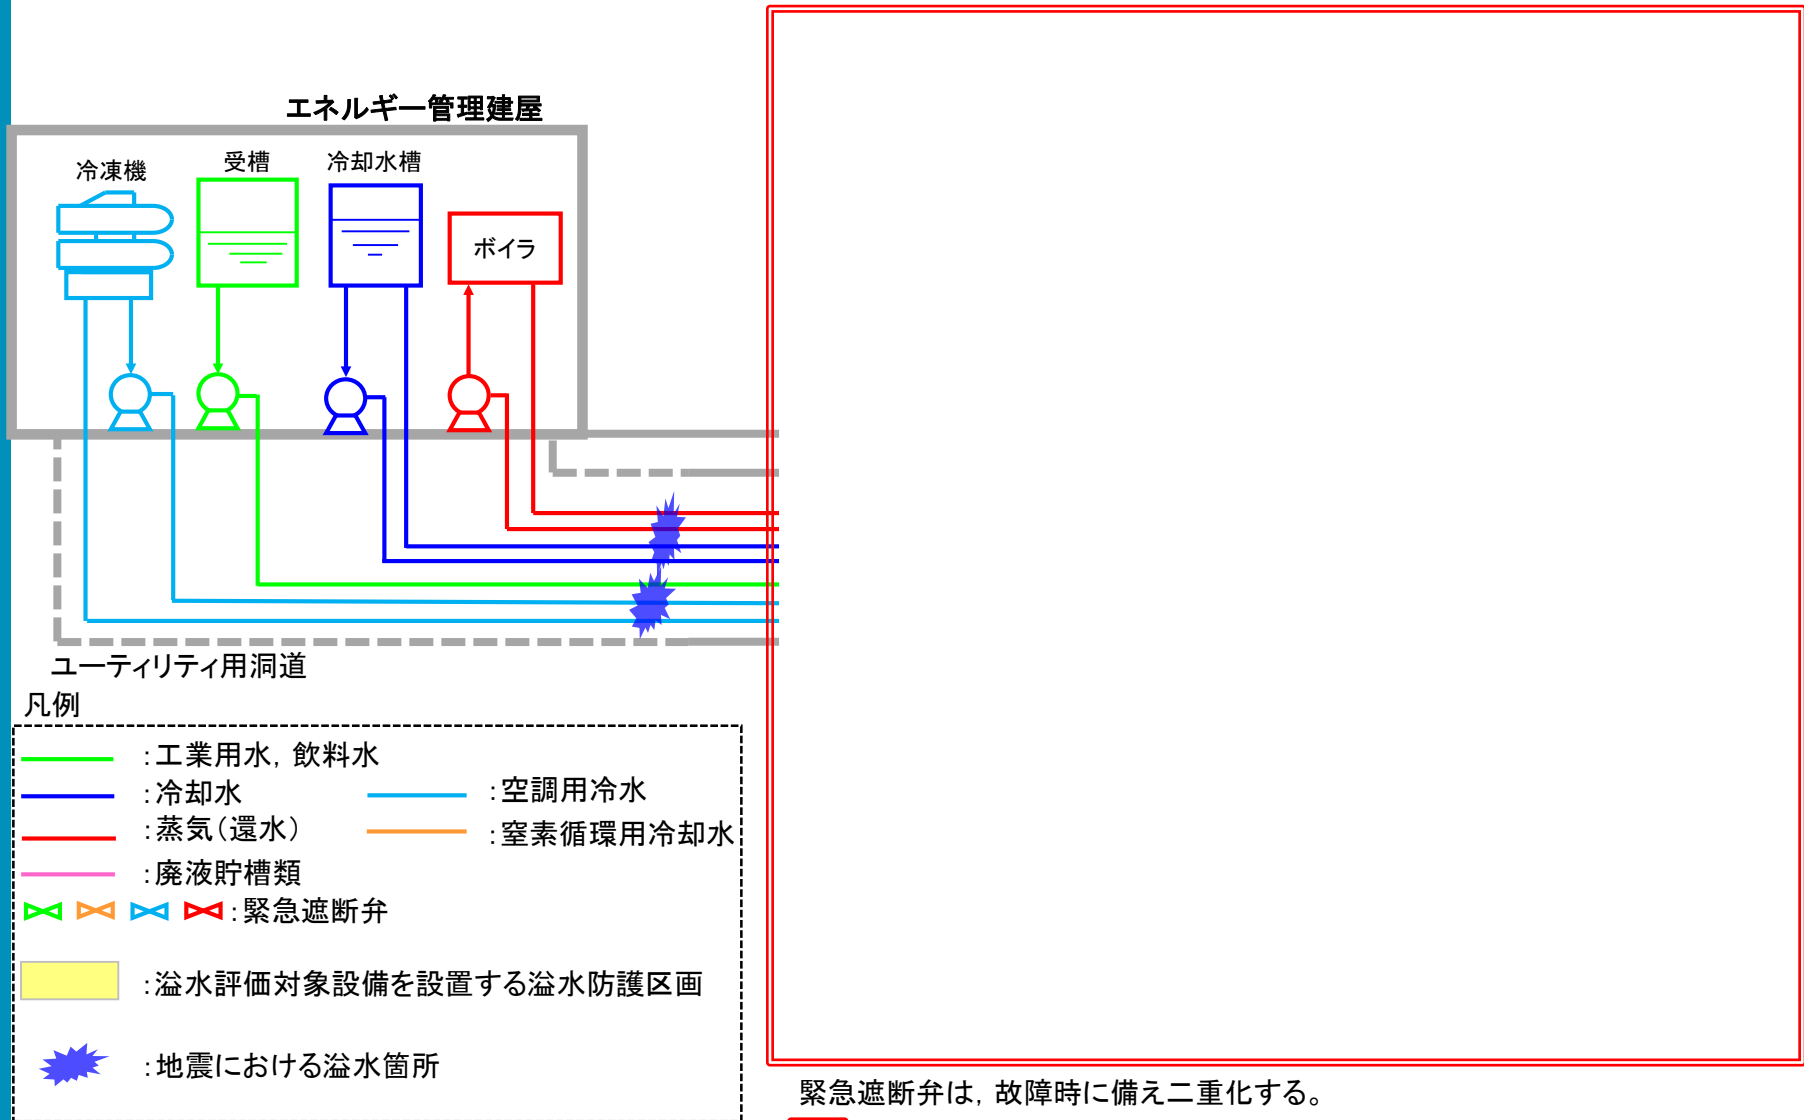 エネルギー管理建屋
冷凍機
受槽
冷却水槽
ボイラ
ユーティリティ用洞道
凡例
:工業用水,飲料水
:冷却水
:空調用冷水
:蒸気(還水)
:窒素循環用冷却水
:廃液貯槽類
:緊急遮断弁
:溢水評価対象設備を設置する溢水防護区画
:地震における溢水箇所
緊急遮断弁は,故障時に備え二重化する。